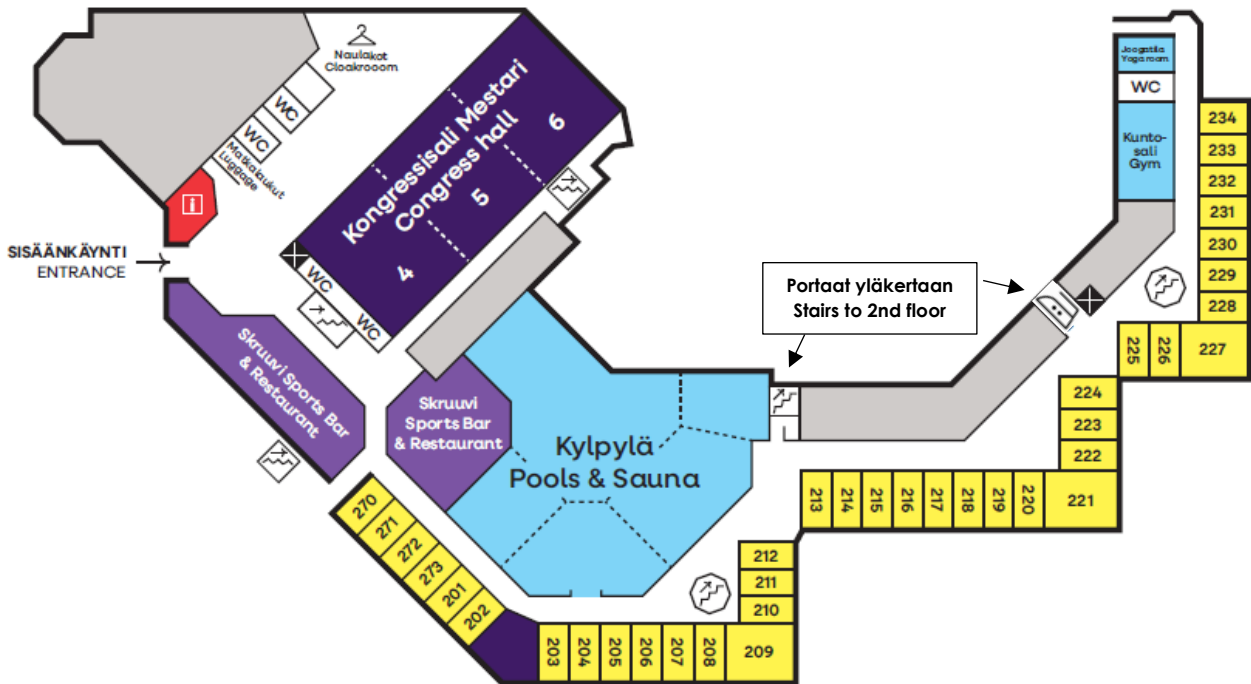 Naulakot
Cloakrooom
WC
WC
Matkalaukut
Luggage
i
SISÄÄNKÄYNTI
ENTRANCE
Kongressisali Mestari
Congress hall
4
5
6
WC
WC
Skruuvi Sports Bar
& Restaurant
Skruuvi
Sports Bar
& Restaurant
Kylpylä
Pools & Sauna
Portaat yläkertaan
Stairs to 2nd floor
Joogatila
Yoga room
WC
Kunto-
sali
Gym
234
233
232
231
230
229
228
227
226
225
224
223
222
221
220
219
218
217
216
215
214
213
212
211
210
209
208
207
206
205
204
203
202
201
273
272
271
270